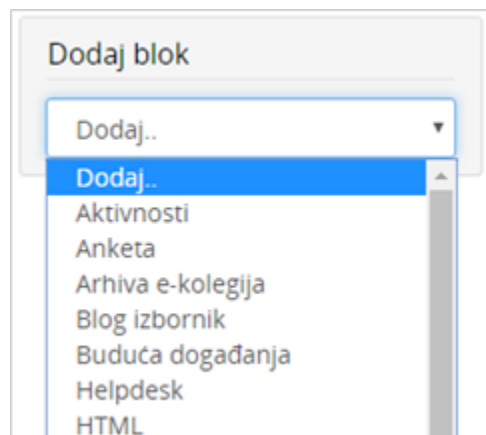 Dodaj blok
Dodaj..
Dodaj..
Aktivnosti
Anketa
Arhiva e-kolegija
Blog izbornik
Buduća događanja
Helpdesk
HTML